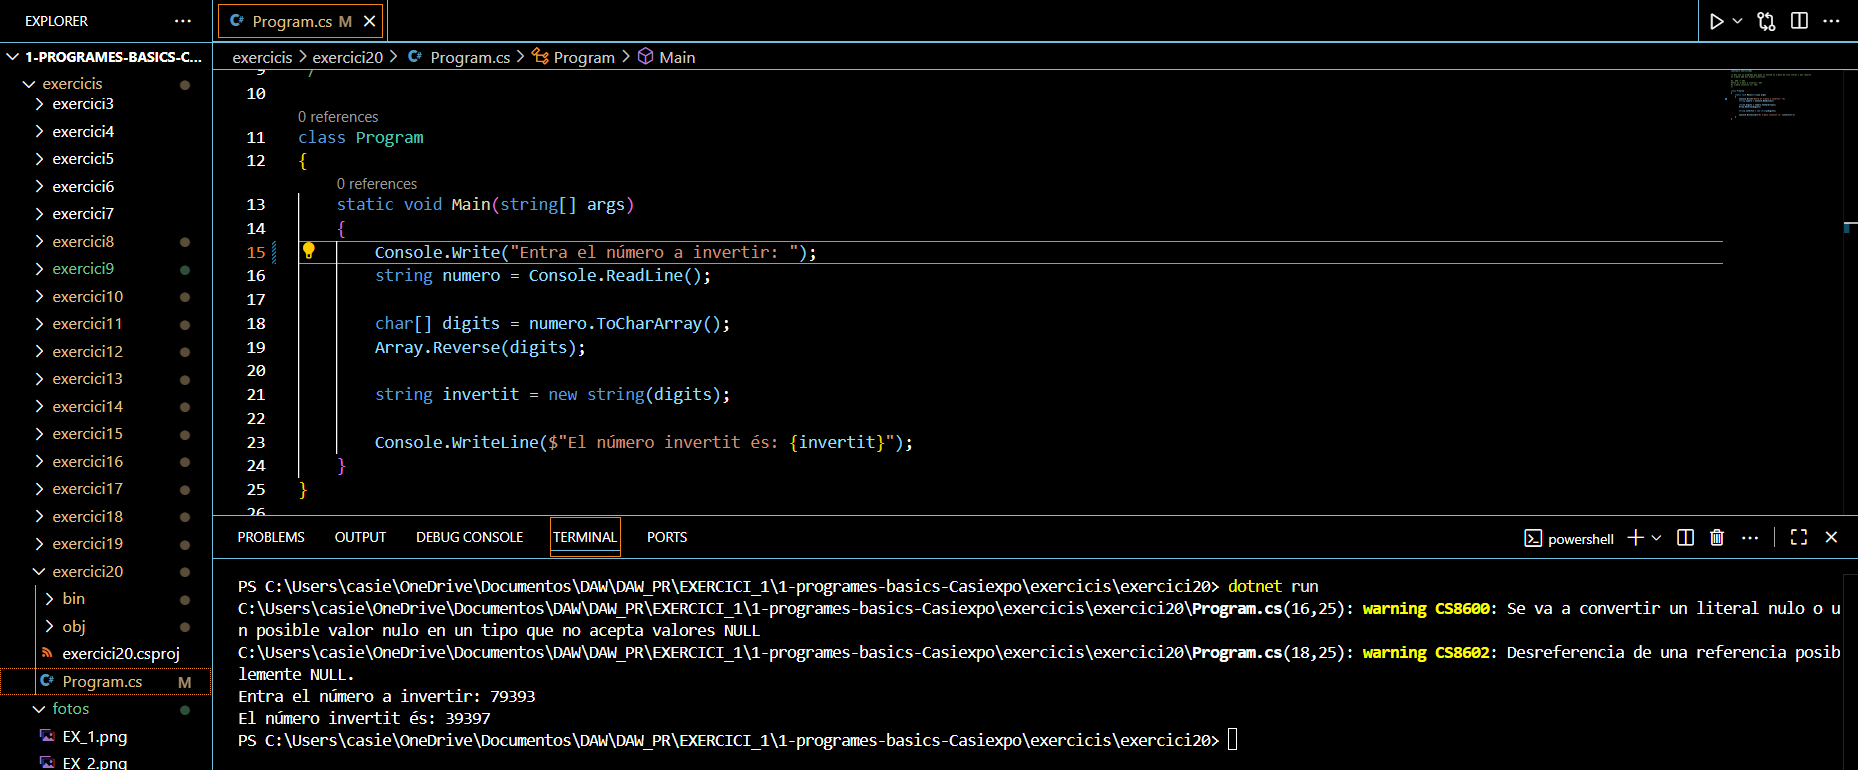 EXPLORER
Program.cs M
1-PROGRAMES-BASICS-C...
exercicis
exercici3
exercici4
exercici5
exercici6
exercici7
exercici8
exercici9
exercici10
exercici11
exercici12
exercici13
exercici14
exercici15
exercici16
exercici17
exercici18
exercici19
exercici20
bin
obj
exercici20.csproj
Program.cs M
fotos
EX_1.png
EX_2.png
exercicis > exercici20 > Program.cs > Program > Main
9 /
10
0 references
11 class Program
12 {
0 references
13 static void Main(string[] args)
14 {
15 Console.Write("Entra el número a invertir: ");
16 string numero = Console.ReadLine();
17
18 char[] digits = numero.ToCharArray();
19 Array.Reverse(digits);
20
21 string invertit = new string(digits);
22
23 Console.WriteLine($"El número invertit és: {invertit}");
24 }
25 }
26
PROBLEMS OUTPUT DEBUG CONSOLE TERMINAL PORTS
powershell
PS C:\Users\casie\OneDrive\Documentos\DAW\DAW_PR\EXERCICI_1\1-programes-basics-Casiexpo\exercicis\exercici20> dotnet run
C:\Users\casie\OneDrive\Documentos\DAW\DAW_PR\EXERCICI_1\1-programes-basics-Casiexpo\exercicis\exercici20\Program.cs(16,25): warning CS8600: Se va a convertir un literal nulo o u
n posible valor nulo en un tipo que no acepta valores NULL
C:\Users\casie\OneDrive\Documentos\DAW\DAW_PR\EXERCICI_1\1-programes-basics-Casiexpo\exercicis\exercici20\Program.cs(18,25): warning CS8602: Desreferencia de una referencia posib
lemente NULL.
Entra el número a invertir: 79393
El número invertit és: 39397
PS C:\Users\casie\OneDrive\Documentos\DAW\DAW_PR\EXERCICI_1\1-programes-basics-Casiexpo\exercicis\exercici20>